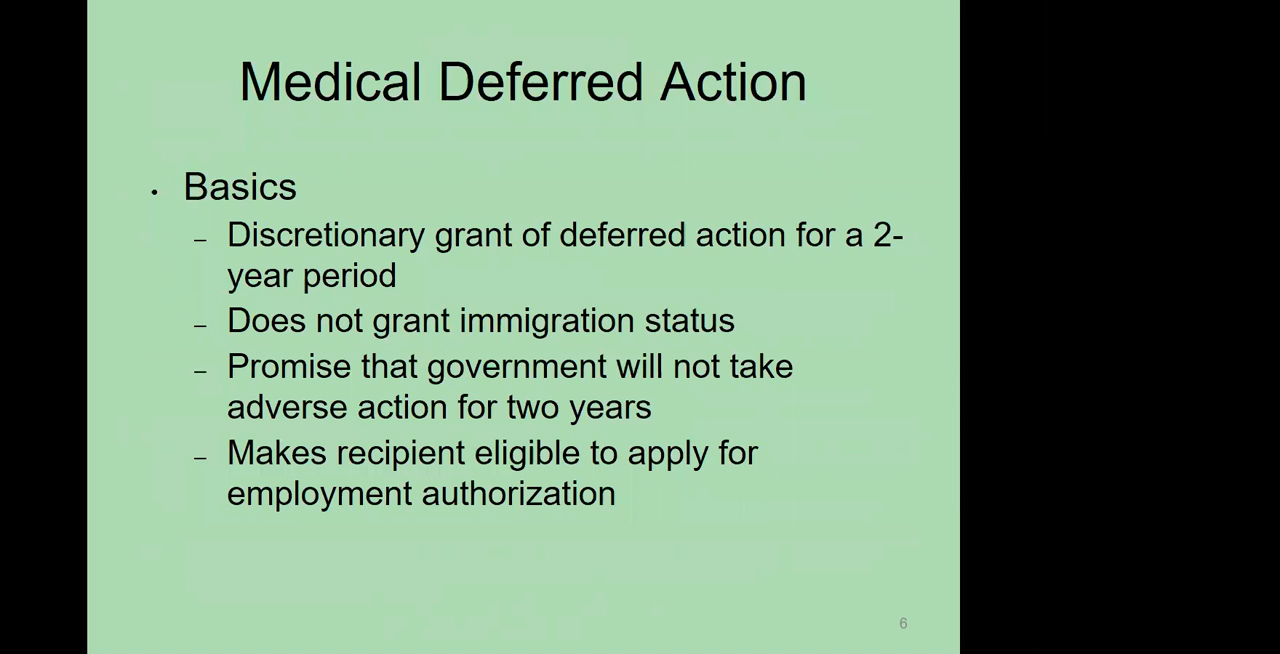 Medical Deferred Action
• Basics
– Discretionary grant of deferred action for a 2-
year period
– Does not grant immigration status
– Promise that government will not take
adverse action for two years
– Makes recipient eligible to apply for
employment authorization
6